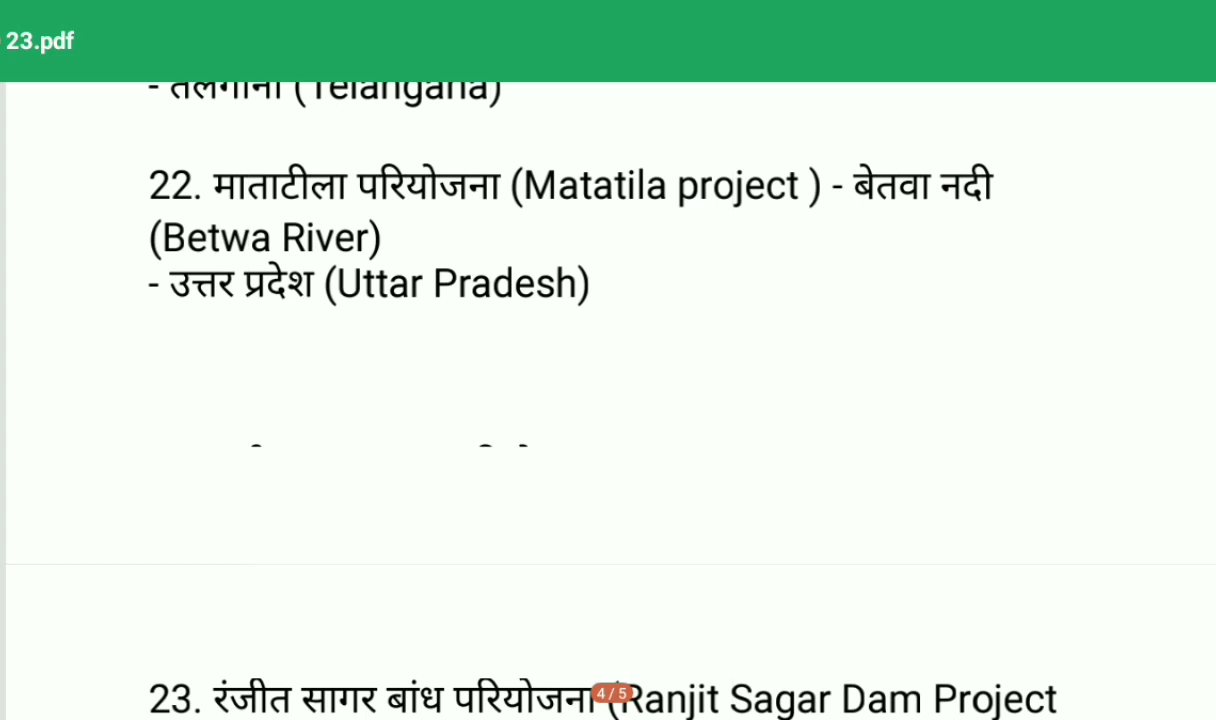 23.pdf
- तेलंगाना (Telangana)
22. माताटीला परियोजना (Matatila project ) - बेतवा नदी
(Betwa River)
- उत्तर प्रदेश (Uttar Pradesh)
23. रंजीत सागर बांध परियोजना (Ranjit Sagar Dam Project
4 / 5